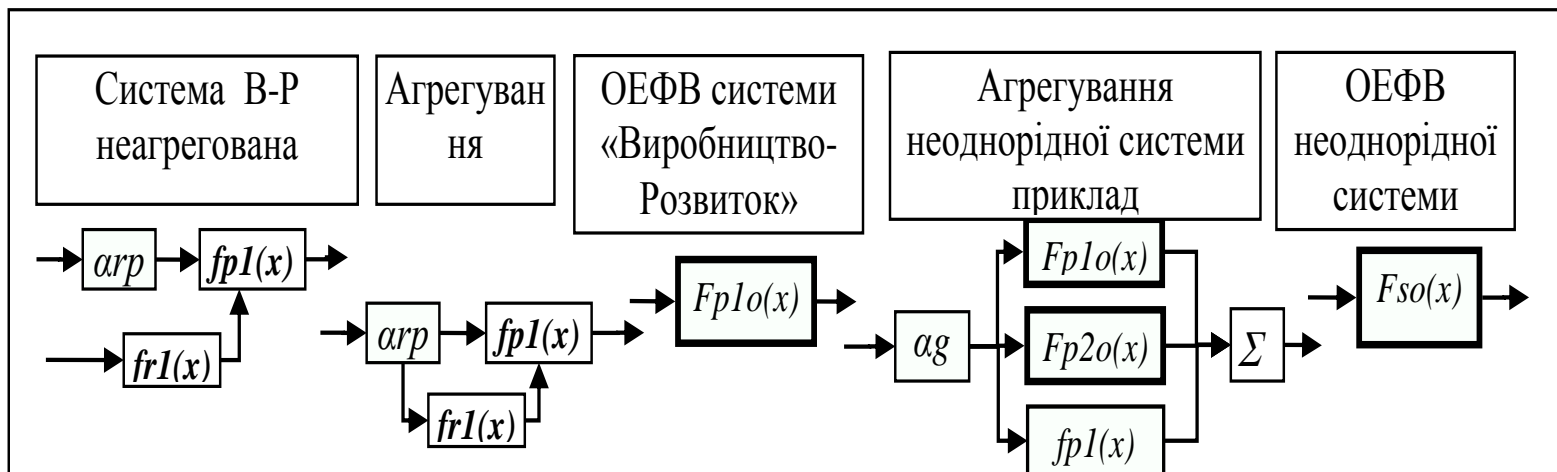 Система В-Р
неагрегована
Агрегуван
ня
ОЕФВ системи
«Виробництво-
Розвиток»
Агрегування
неоднорідної системи
приклад
ОЕФВ
неоднорідної
системи
αrp
fp1(x)
fr1(x)
αrp
fp1(x)
fr1(x)
Fp1o(x)
αg
Fp1o(x)
Fp2o(x)
fp1(x)
Σ
Fso(x)